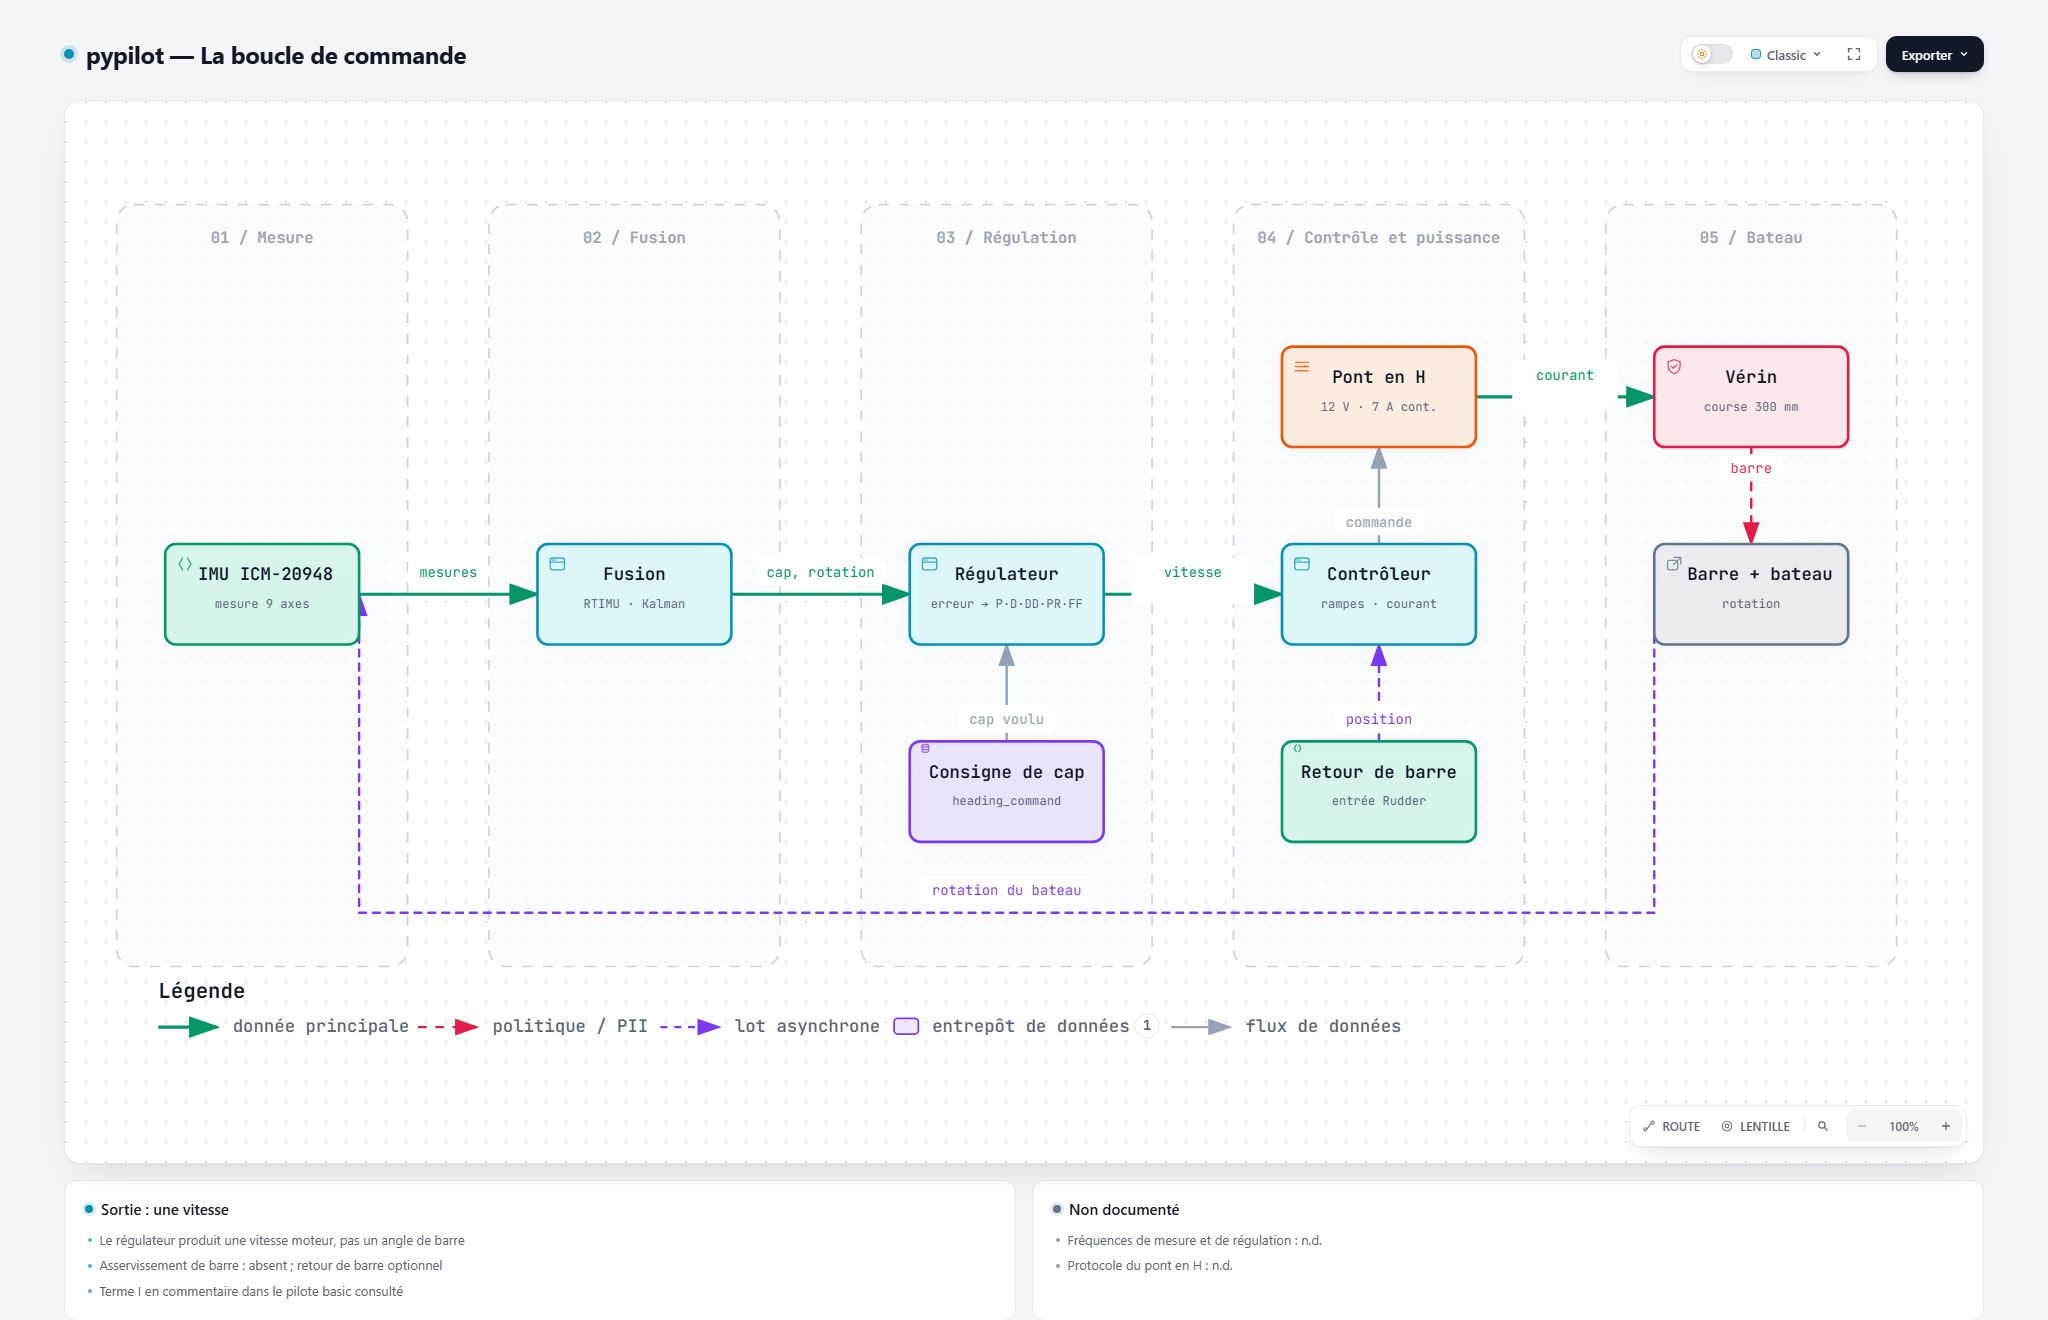 pypilot — La boucle de commande
Classic
Exporter
01 / Mesure
02 / Fusion
03 / Régulation
04 / Contrôle et puissance
05 / Bateau
Pont en H
12 V · 7 A cont.
courant
Vérin
course 300 mm
barre
commande
IMU ICM-20948
mesure 9 axes
mesures
Fusion
RTIMU · Kalman
cap, rotation
Régulateur
erreur → P·D·DD·PR·FF
vitesse
Contrôleur
rampes · courant
Barre + bateau
rotation
cap voulu
position
Consigne de cap
heading_command
Retour de barre
entrée Rudder
rotation du bateau
Légende
donnée principale
politique / PII
lot asynchrone
entrepôt de données
1
flux de données
ROUTE
LENTILLE
100%
Sortie : une vitesse
Le régulateur produit une vitesse moteur, pas un angle de barre
Asservissement de barre : absent ; retour de barre optionnel
Terme I en commentaire dans le pilote basic consulté
Non documenté
Fréquences de mesure et de régulation : n.d.
Protocole du pont en H : n.d.